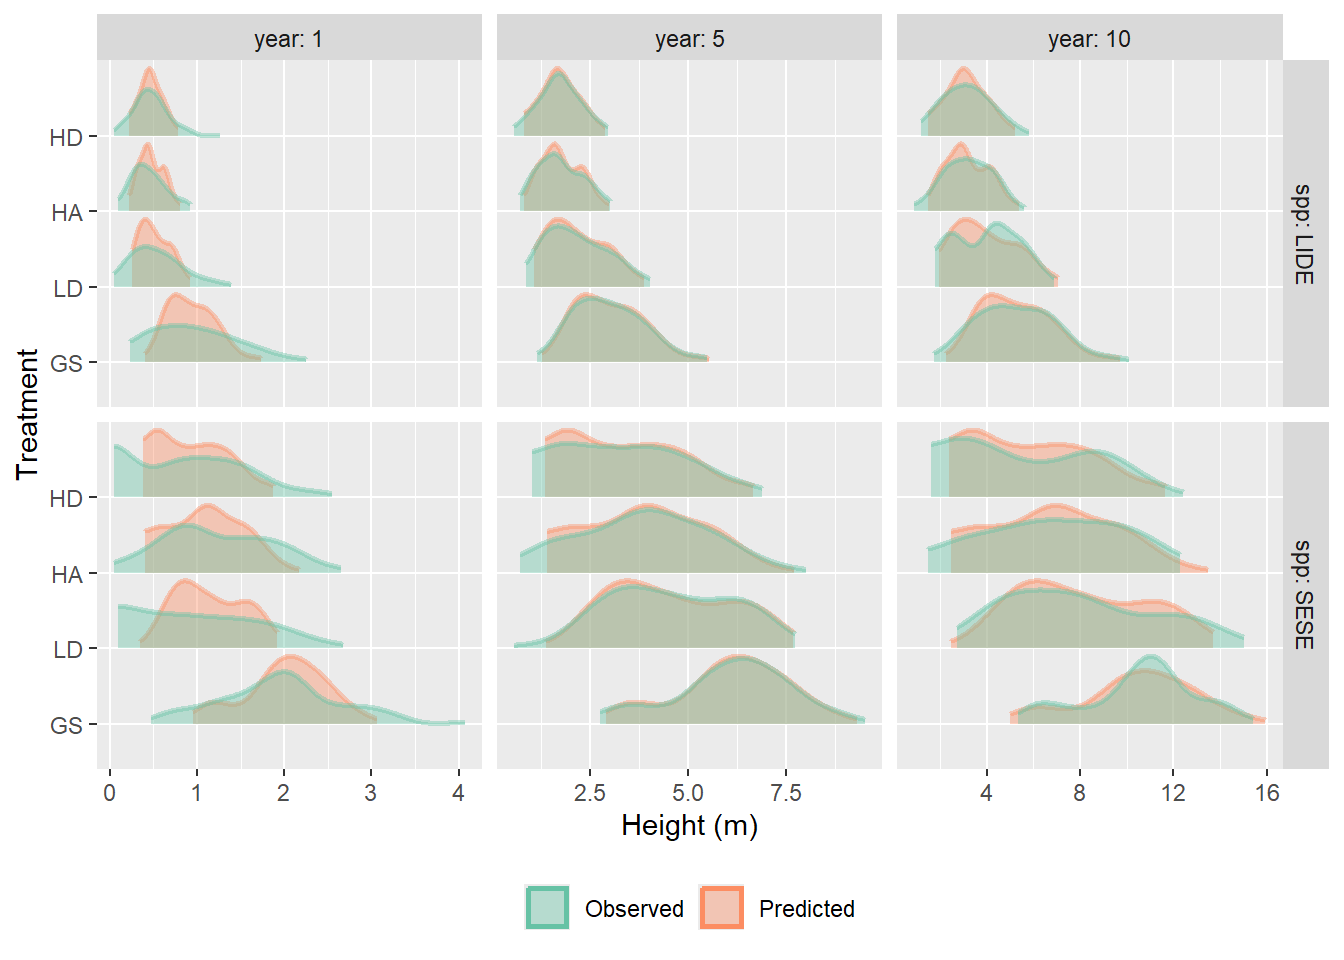 year: 1
year: 5
year: 10
HD
HA
LD
GS
spp: LIDE
Treatment
HD
HA
LD
GS
spp: SESE
0 1 2 3 4
2.5 5.0 7.5
4 8 12 16
Height (m)
Observed
Predicted